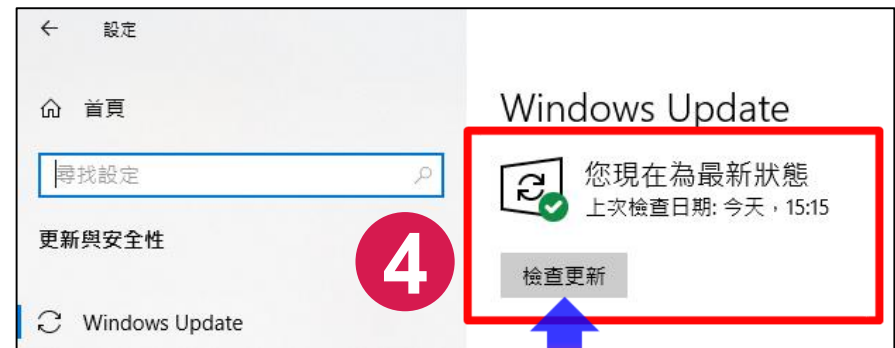 設定
首頁
尋找設定
更新與安全性
Windows Update
4
Windows Update
您現在為最新狀態
上次檢查日期: 今天，15:15
檢查更新